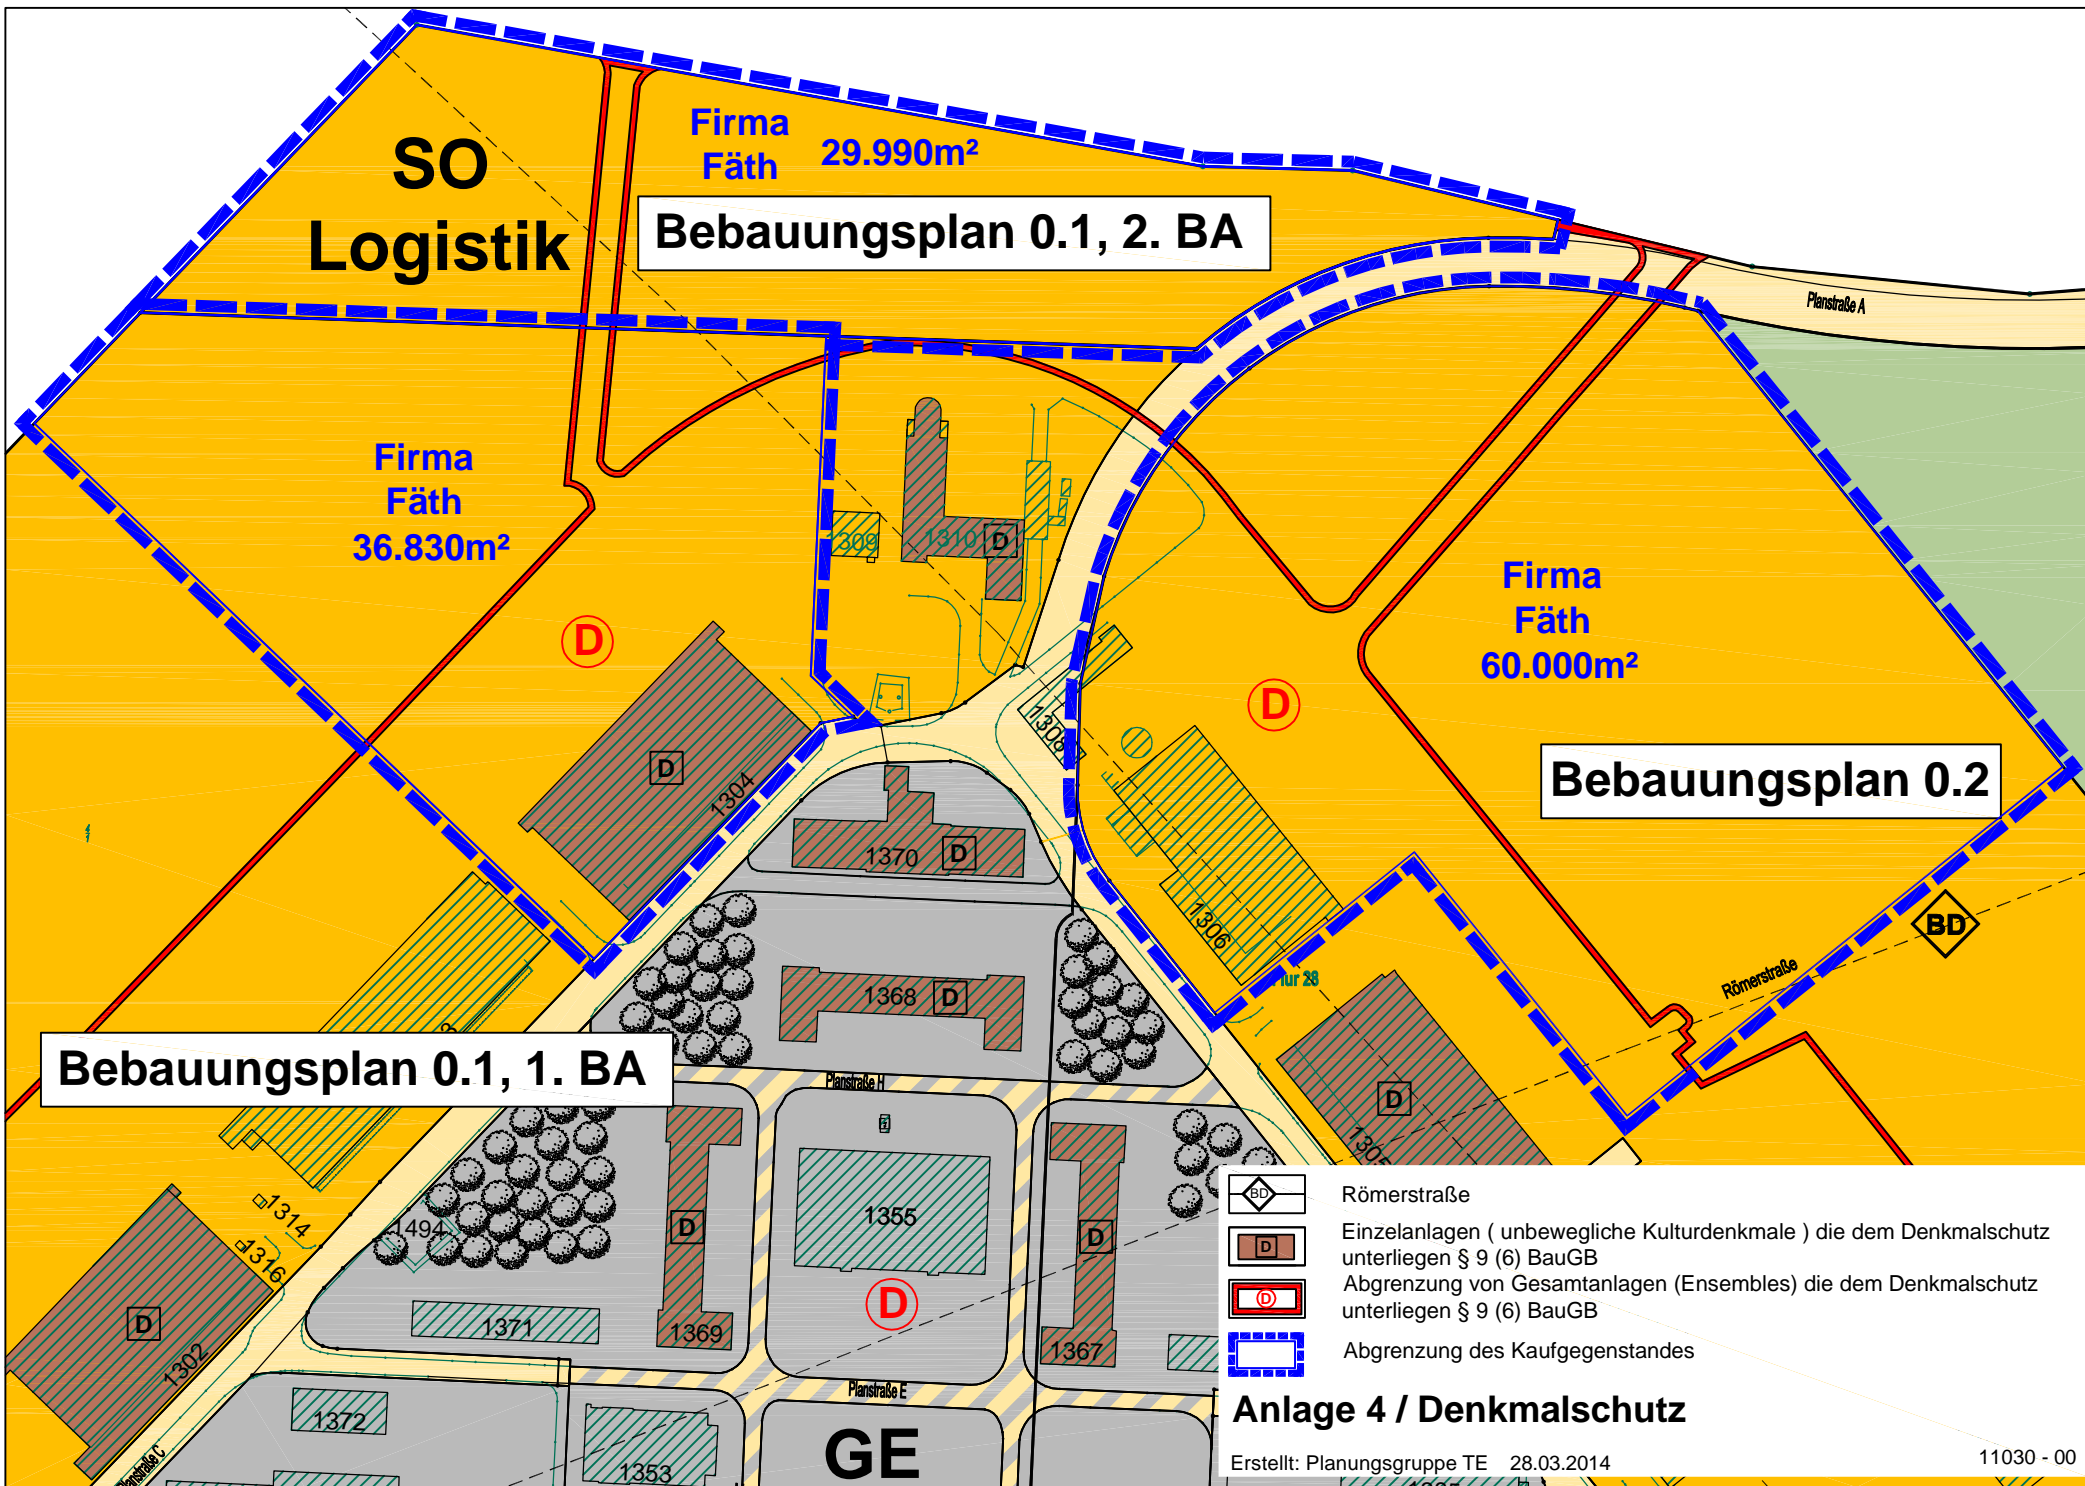 Firma
Fäth
29.990m²
SO
Logistik
Bebauungsplan 0.1, 2. BA
Planstraße A
Firma
Fäth
36.830m²
1309
1310
D
Firma
Fäth
60.000m²
D
D
1308
D
1304
Bebauungsplan 0.2
1370
D
1306
BD
Römerstraße
1368
D
Bebauungsplan 0.1, 1. BA
Planstraße H
D
1305
1314
1316
1494
D
1355
D
D
1371
1369
1367
D
1302
Planstraße E
1372
1353
GE
Planstraße C
BD
Römerstraße
D
Einzelanlagen ( unbewegliche Kulturdenkmale ) die dem Denkmalschutz
unterliegen § 9 (6) BauGB
D
Abgrenzung von Gesamtanlagen (Ensembles) die dem Denkmalschutz
unterliegen § 9 (6) BauGB
Abgrenzung des Kaufgegenstandes
Anlage 4 / Denkmalschutz
Erstellt: Planungsgruppe TE 28.03.2014
11030 - 00